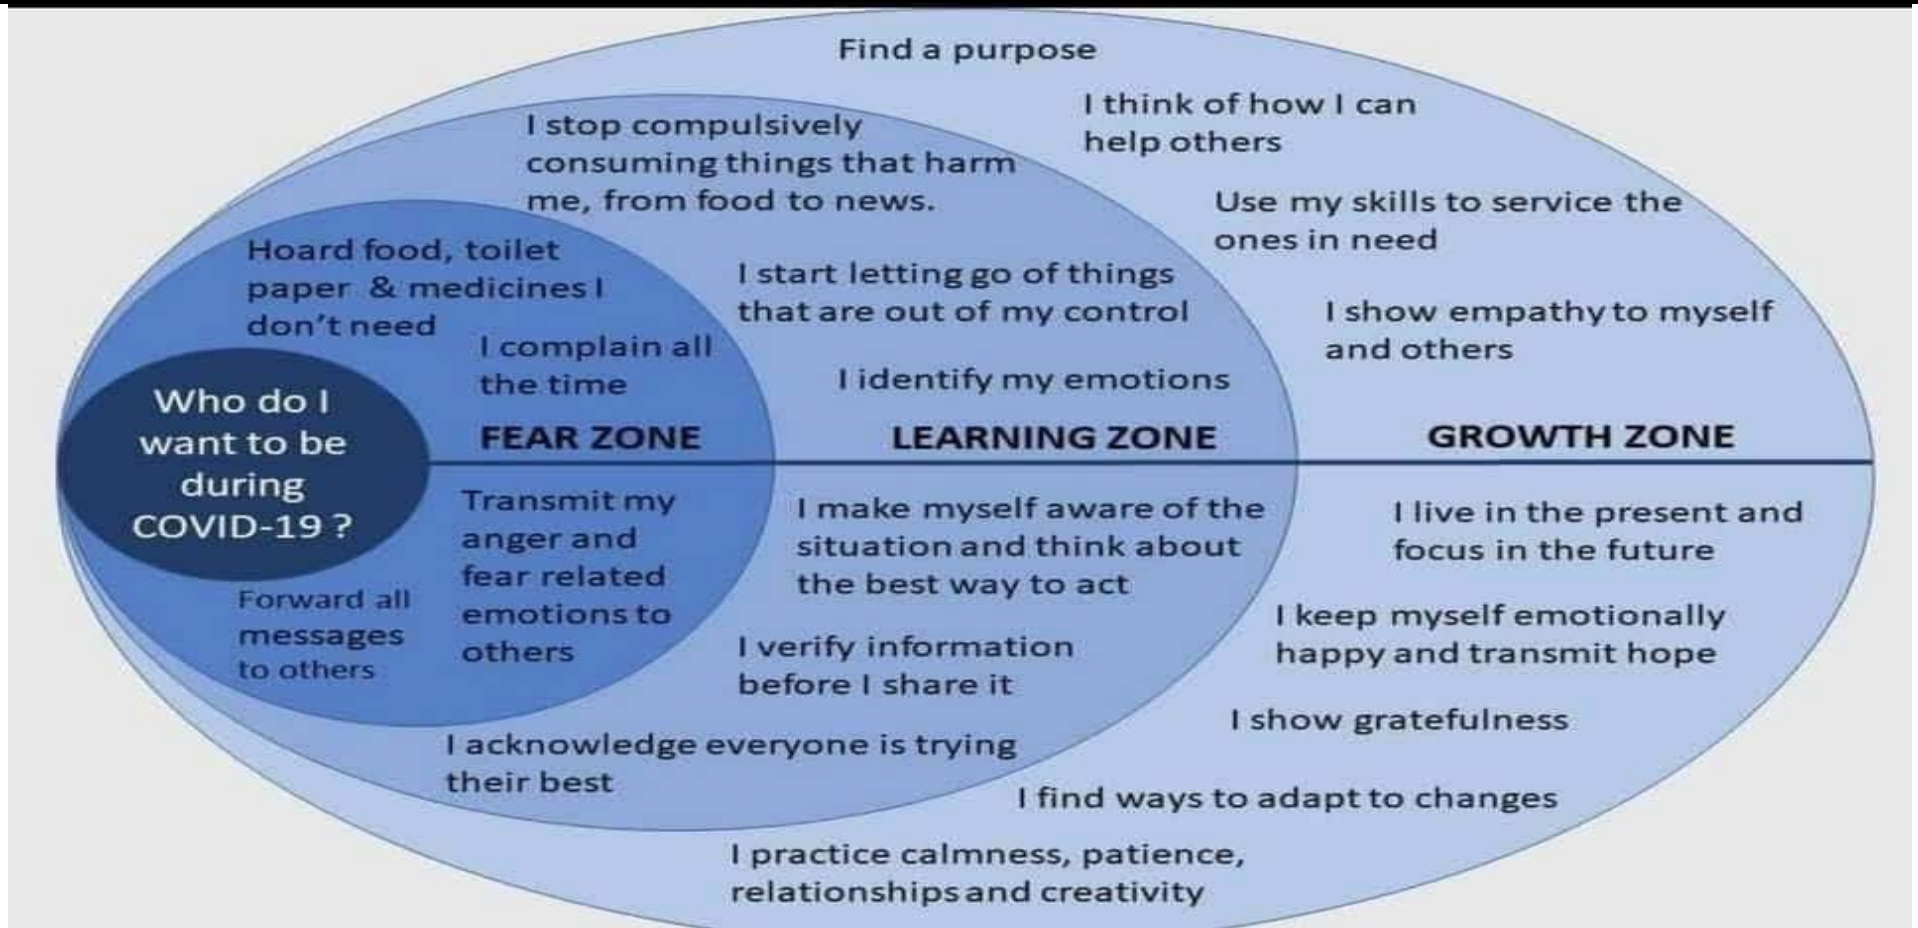 Find a purpose
I think of how I can
help others
Use my skills to service the
ones in need
I show empathy to myself
and others
I stop compulsively
consuming things that harm
me, from food to news.
I start letting go of things
that are out of my control
I identify my emotions
Hoard food, toilet
paper & medicines I
don't need
I complain all
the time
Who do I
want to be
during
COVID-19 ?
FEAR ZONE
LEARNING ZONE
GROWTH ZONE
Transmit my
anger and
fear related
emotions to
others
Forward all
messages
to others
I make myself aware of the
situation and think about
the best way to act
I verify information
before I share it
I acknowledge everyone is trying
their best
I live in the present and
focus in the future
I keep myself emotionally
happy and transmit hope
I show gratefulness
I find ways to adapt to changes
I practice calmness, patience,
relationships and creativity